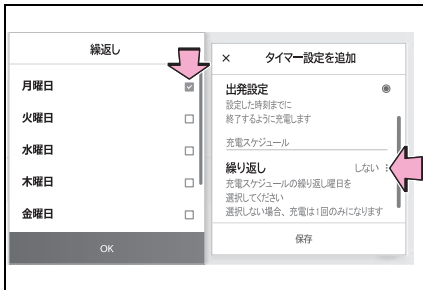 繰返し
月曜日
火曜日
水曜日
木曜日
金曜日
OK
× タイマー設定を追加
出発設定
設定した時刻までに
終了するように充電します
充電スケジュール
繰り返し しない
充電スケジュールの繰り返し曜日を
選択してください
選択しない場合、充電は1回のみになります
保存